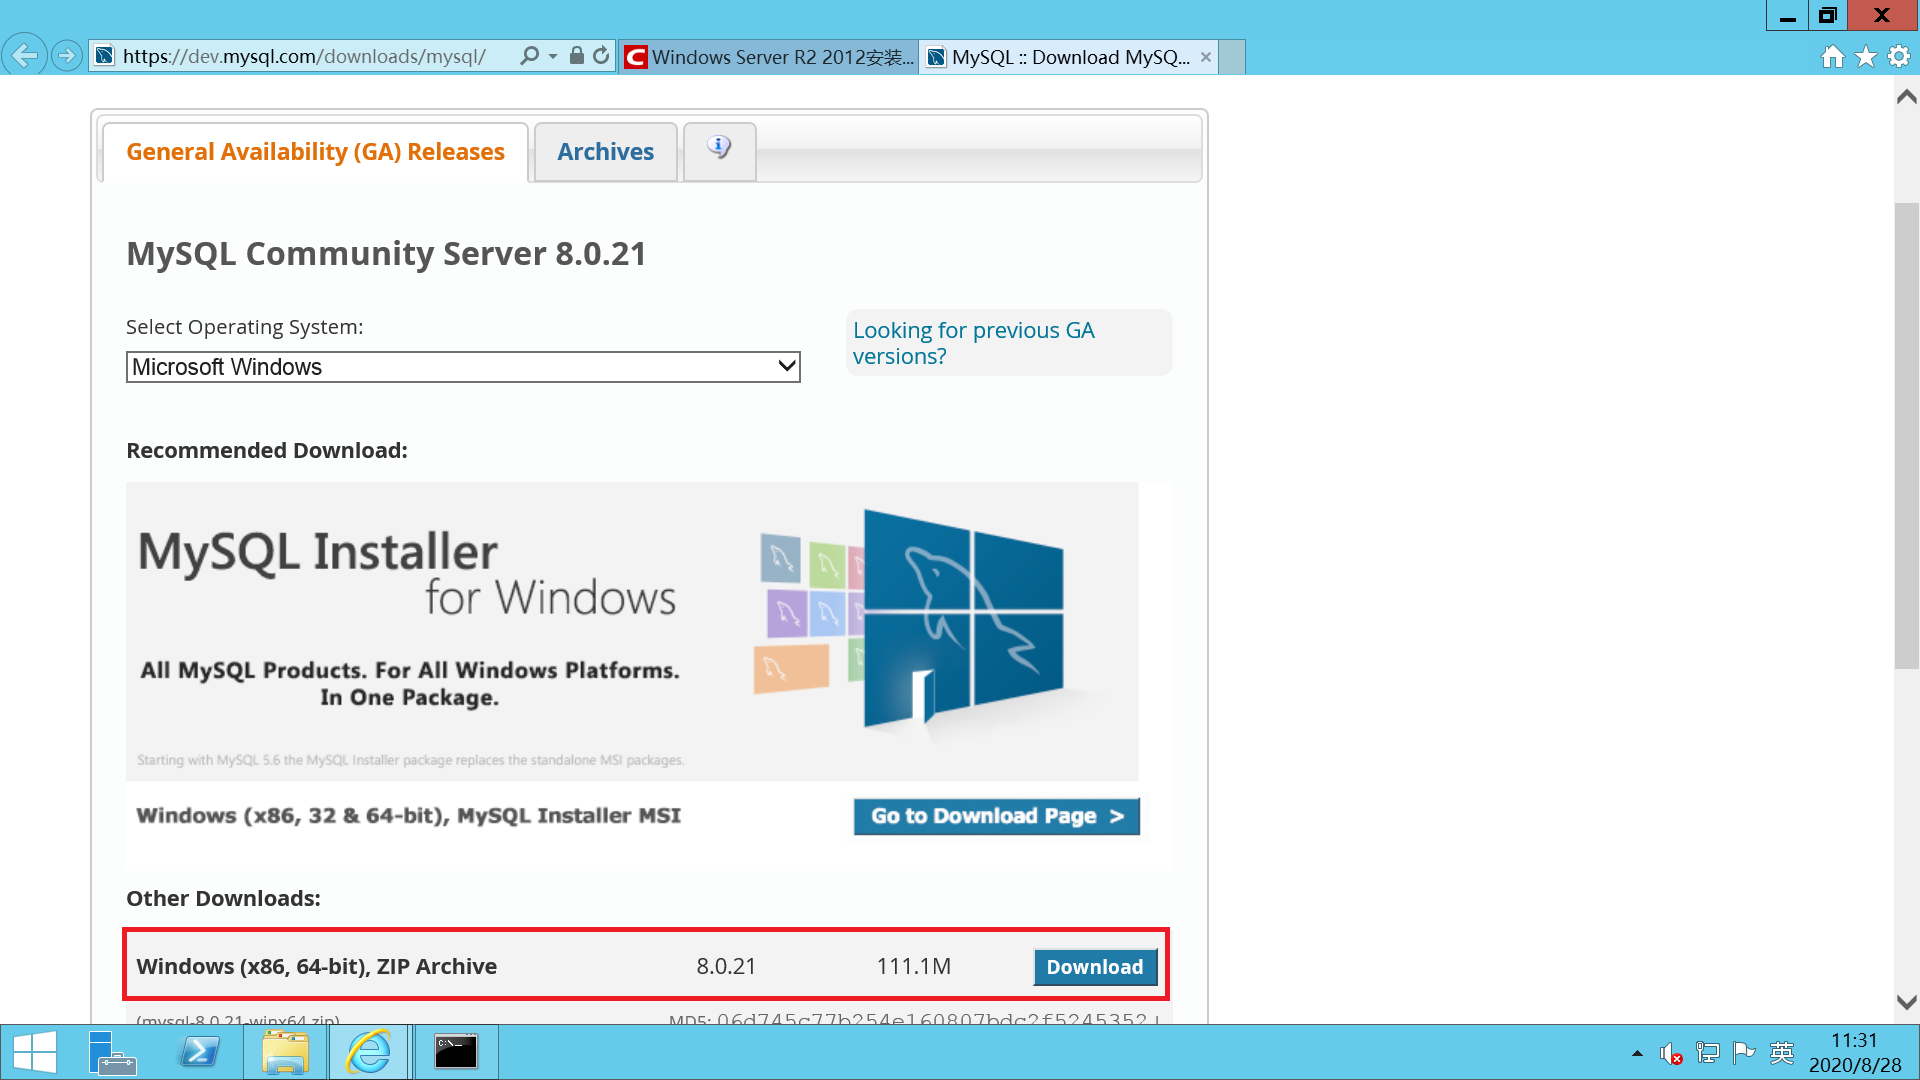 https://dev.mysql.com/downloads/mysql/
Windows Server R2 2012安装...
MySQL :: Download MySQ...
General Availability (GA) Releases
Archives
MySQL Community Server 8.0.21
Select Operating System:
Looking for previous GA
versions?
Microsoft Windows
Recommended Download:
MySQL Installer
for Windows
All MySQL Products. For All Windows Platforms.
In One Package.
Starting with MySQL 5.6 the MySQL Installer package replaces the standalone MSI packages.
Windows (x86, 32 & 64-bit), MySQL Installer MSI
Go to Download Page >
Other Downloads:
Windows (x86, 64-bit), ZIP Archive
8.0.21
111.1M
Download
(mysql-8.0.21-winx64.zip)
MD5: 06d745c77b254e160807bdc2f5245352 |
C:\.
英
11:31
2020/8/28